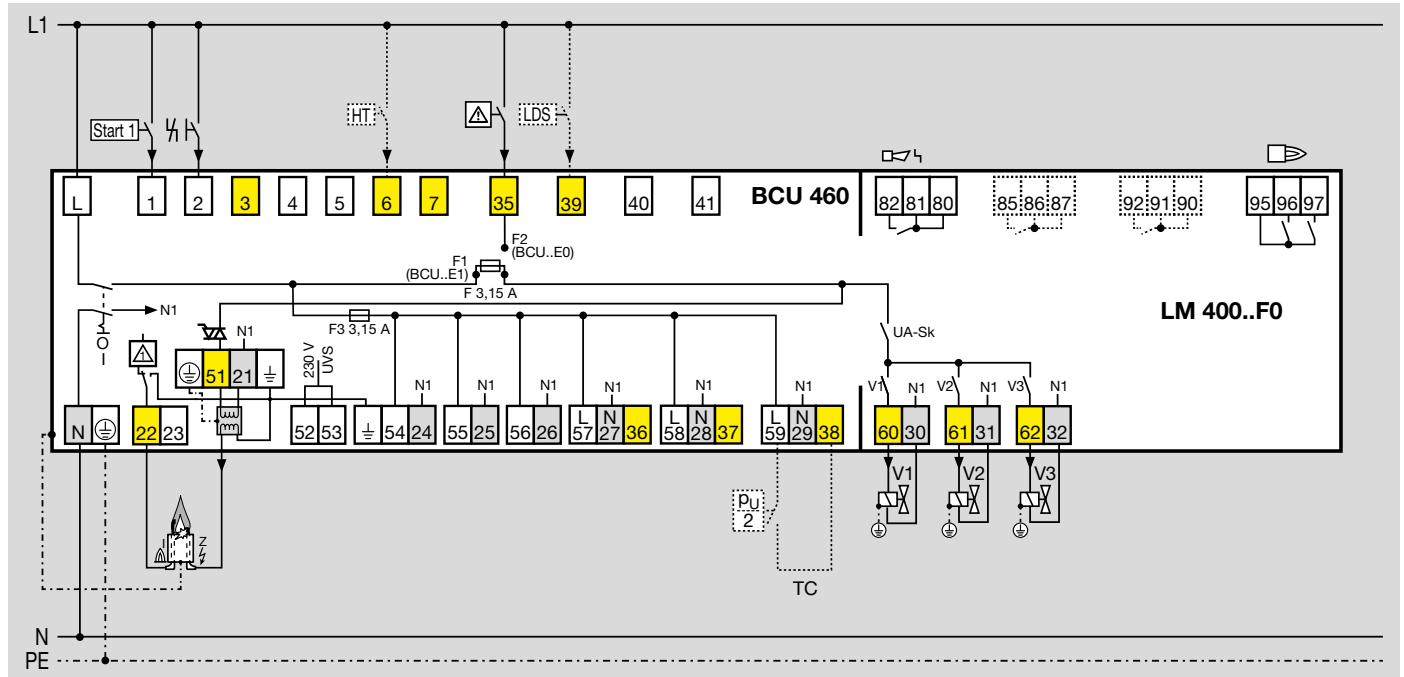 L1
Start 1
HT
LDS
L 1 2 3 4 5 6 7 35 39 40 41
BCU 460
82 81 80
85 86 87
92 91 90
95 96 97
F2
(BCU..E0)
F1
(BCU..E1)
F 3,15 A
LM 400..F0
N1
F3 3,15 A
UA-Sk
O
I
N1
230 V
UVS
51 21
N1
N1
N1
N1
N1
N1
V1
N1
V2
N1
V3
N1
N
22 23
52 53
54 24
55 25
56 26
L
57
N
27
36
L
58
N
28
37
L
59
N
29
38
60 30
61 31
62 32
V1
V2
V3
pU
2
I
Z
TC
N
PE